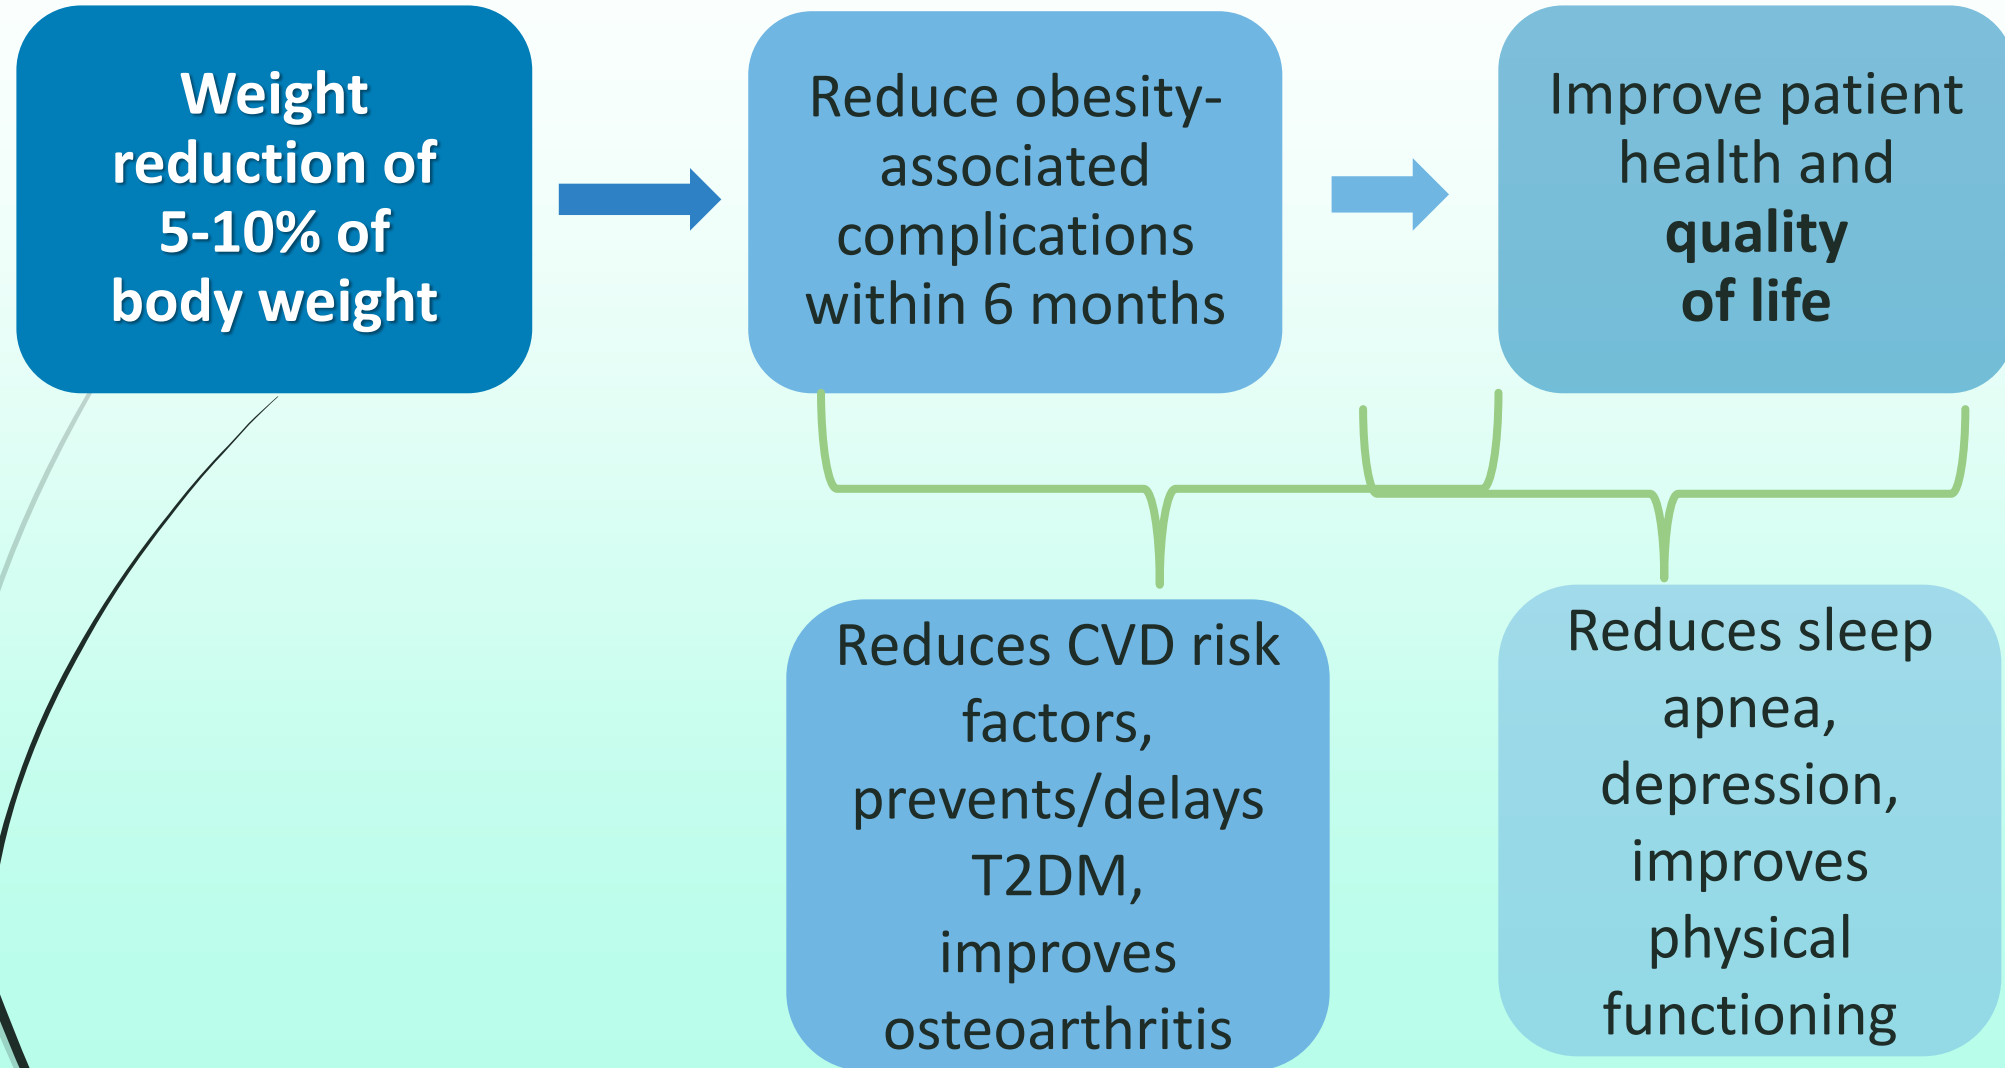 Weight
reduction of
5-10% of
body weight
Reduce obesity-
associated
complications
within 6 months
Improve patient
health and
quality
of life
Reduces CVD risk
factors,
prevents/delays
T2DM,
improves
osteoarthritis
Reduces sleep
apnea,
depression,
improves
physical
functioning